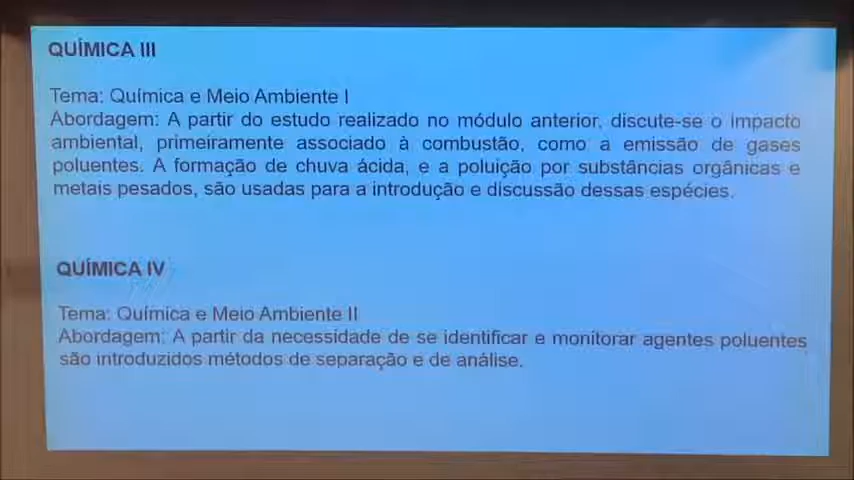 QUÍMICA III
Tema: Química e Meio Ambiente I
Abordagem: A partir do estudo realizado no módulo anterior, discute-se o impacto
ambiental, primeiramente associado à combustão, como a emissão de gases
poluentes. A formação de chuva ácida, e a poluição por substâncias orgânicas e
metais pesados, são usadas para a introdução e discussão dessas espécies.
QUÍMICA IV
Tema: Química e Meio Ambiente II
Abordagem: A partir da necessidade de se identificar e monitorar agentes poluentes
são introduzidos métodos de separação e de análise.